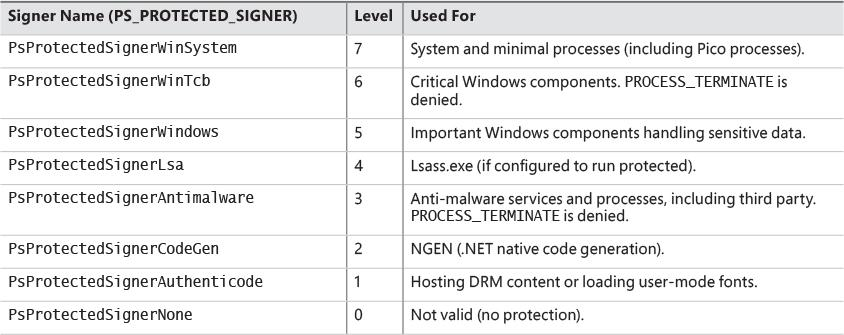 Signer Name (PS_PROTECTED_SIGNER) Level Used For
PsProtectedSignerWinSystem 7 System and minimal processes (including Pico processes).
PsProtectedSignerWinTcb 6 Critical Windows components. PROCESS_TERMINATE is
denied.
PsProtectedSignerWindows 5 Important Windows components handling sensitive data.
PsProtectedSignerLsa 4 Lsass.exe (if configured to run protected).
PsProtectedSignerAntimalware 3 Anti-malware services and processes, including third party.
PROCESS_TERMINATE is denied.
PsProtectedSignerCodeGen 2 NGEN (.NET native code generation).
PsProtectedSignerAuthenticode 1 Hosting DRM content or loading user-mode fonts.
PsProtectedSignerNone 0 Not valid (no protection).